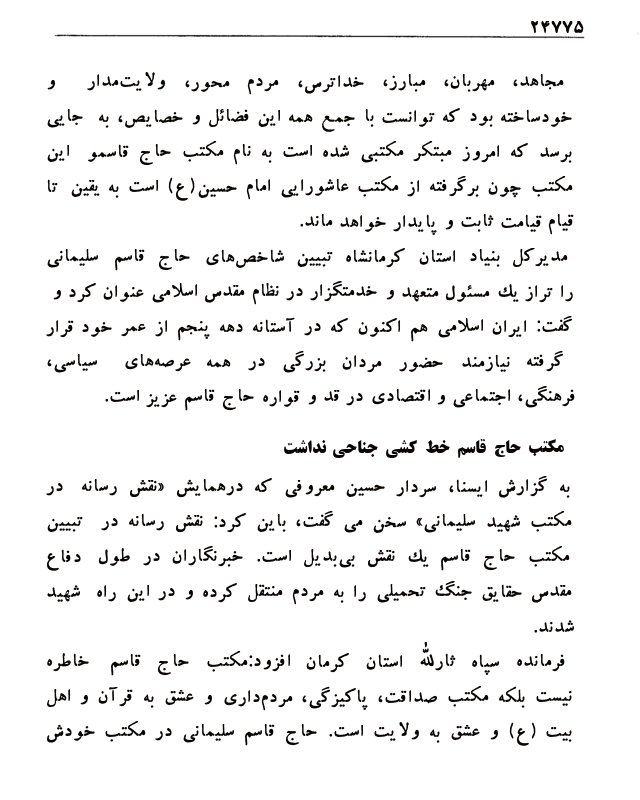 ۲۴۷۷۵
مجاهد، مهربان، مبارز، خداترس، مردم محور، ولایت‌مدار و
خودساخته بود که توانست با جمع همه این فضائل و خصایص، به جایی
برسد که امروز مبتکر مکتبی شده است به نام مکتب حاج قاسمو این
مکتب چون برگرفته از مکتب عاشورایی امام حسین(ع) است به یقین تا
قیام قیامت ثابت و پایدار خواهد ماند.
مدیرکل بنیاد استان کرمانشاه تبیین شاخص‌های حاج قاسم سلیمانی
را تراز یك مسئول متعهد و خدمتگزار در نظام مقدس اسلامی عنوان کرد و
گفت: ایران اسلامی هم اکنون که در آستانه دهه پنجم از عمر خود قرار
گرفته نیازمند حضور مردان بزرگی در همه عرصه‌های سیاسی،
فرهنگی، اجتماعی و اقتصادی در قد و قواره حاج قاسم عزیز است.
مکتب حاج قاسم خط کشی جناحی نداشت
به گزارش ایسنا، سردار حسین معروفی که درهمایش «نقش رسانه در
مکتب شهید سلیمانی» سخن می گفت، باین کرد: نقش رسانه در تبیین
مکتب حاج قاسم یك نقش بی‌بدیل است. خبرنگاران در طول دفاع
مقدس حقایق جنگ تحمیلی را به مردم منتقل کرده و در این راه شهید
شدند.
فرمانده سپاه ثارالله استان کرمان افزود:مکتب حاج قاسم خاطره
نیست بلکه مکتب صداقت، پاکیزگی، مردم‌داری و عشق به قرآن و اهل
بیت (ع) و عشق به ولایت است. حاج قاسم سلیمانی در مکتب خودش